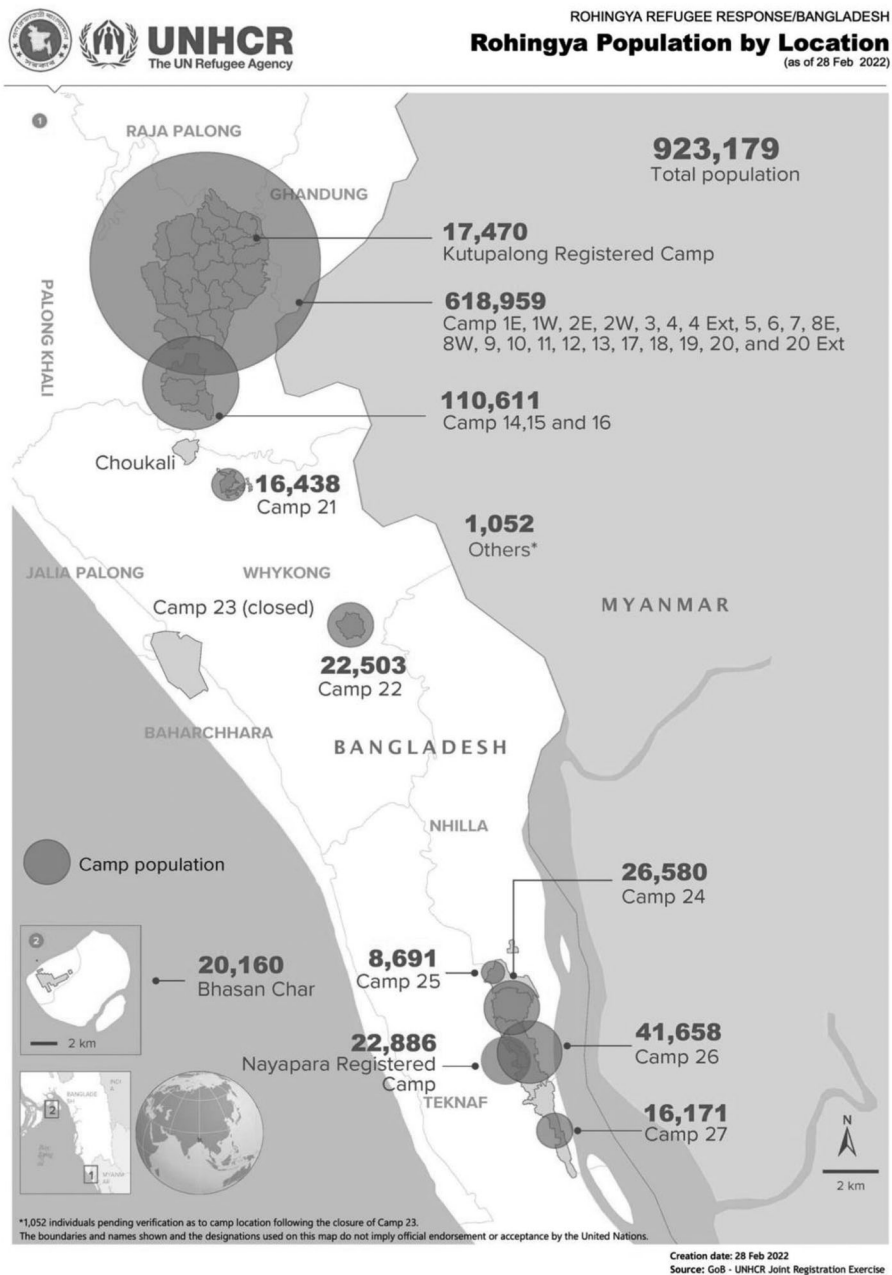 ROHINGYA REFUGEE RESPONSE/BANGLADESH
UNHCR
The UN Refugee Agency
Rohingya Population by Location
(as of 28 Feb 2022)
1
RAJA PALONG
923,179
Total population
GHANDUNG
17,470
Kutupalong Registered Camp
PALONG KHALI
618,959
Camp 1E, 1W, 2E, 2W, 3, 4, 4 Ext, 5, 6, 7, 8E,
8W, 9, 10, 11, 12, 13, 17, 18, 19, 20, and 20 Ext
110,611
Camp 14,15 and 16
Choukali
16,438
Camp 21
1,052
Others*
JALIA PALONG
WHYKONG
Camp 23 (closed)
MYANMAR
22,503
Camp 22
BAHARCHHARA
BANGLADESH
NHILLA
Camp population
26,580
Camp 24
2
20,160
Bhasan Char
2 km
8,691
Camp 25
22,886
Nayapara Registered
Camp
41,658
Camp 26
TEKNAF
16,171
Camp 27
BANGLADE
SH
2
1
N
2 km
*1,052 individuals pending verification as to camp location following the closure of Camp 23.
The boundaries and names shown and the designations used on this map do not imply official endorsement or acceptance by the United Nations.
Creation date: 28 Feb 2022
Source: GoB - UNHCR Joint Registration Exercise